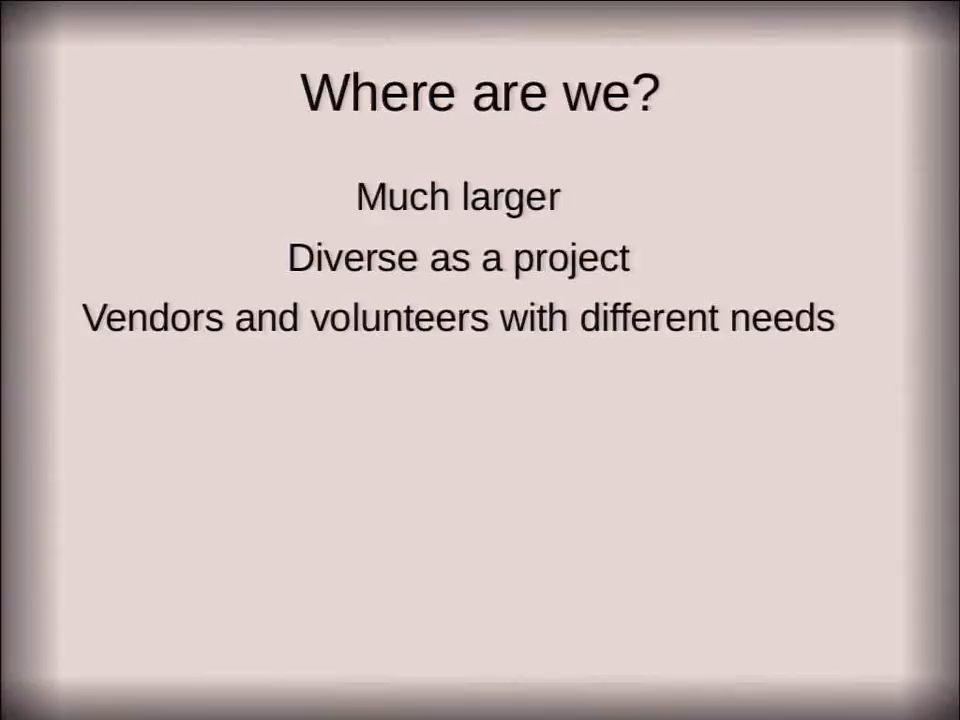 Where are we?
Much larger
Diverse as a project
Vendors and volunteers with different needs